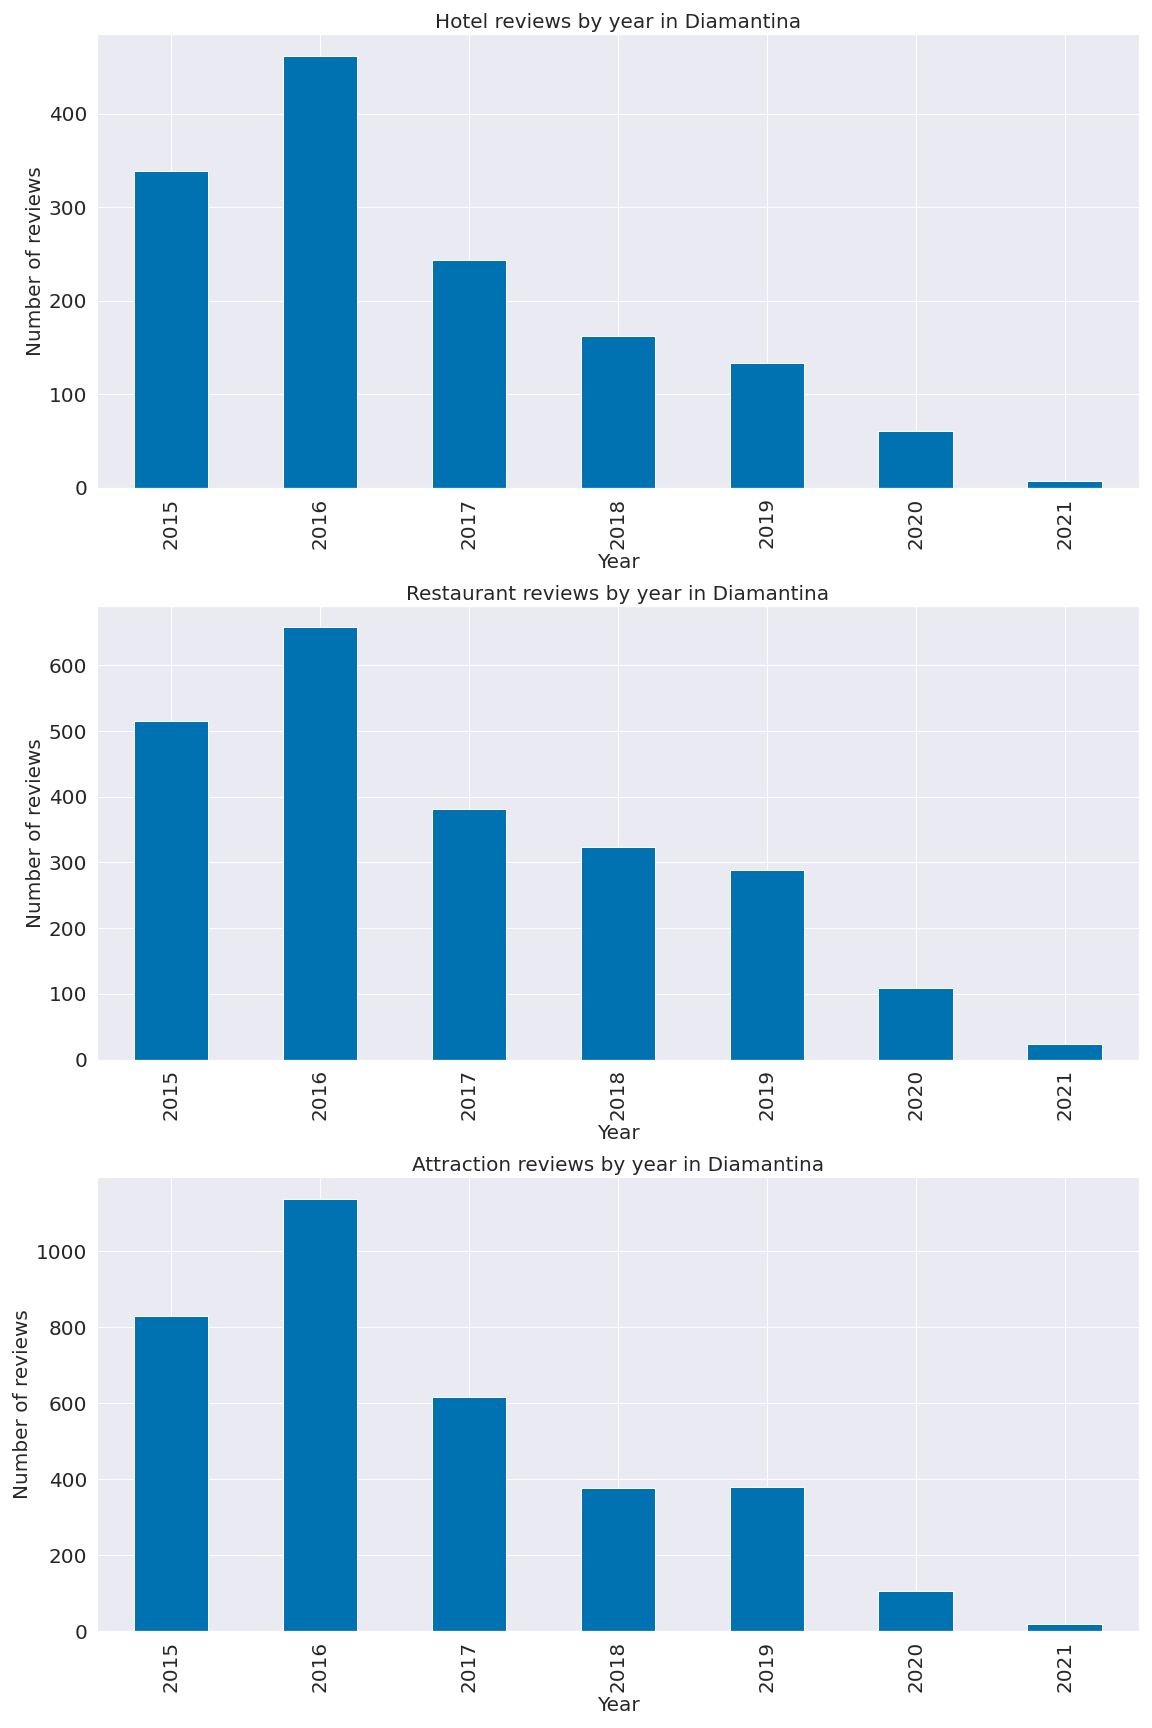 Hotel reviews by year in Diamantina
400
300
200
100
0
Number of reviews
2015 2016 2017 2018 2019 2020 2021
Year
Restaurant reviews by year in Diamantina
600
500
400
300
200
100
0
Number of reviews
2015 2016 2017 2018 2019 2020 2021
Year
Attraction reviews by year in Diamantina
1000
800
600
400
200
0
Number of reviews
2015 2016 2017 2018 2019 2020 2021
Year